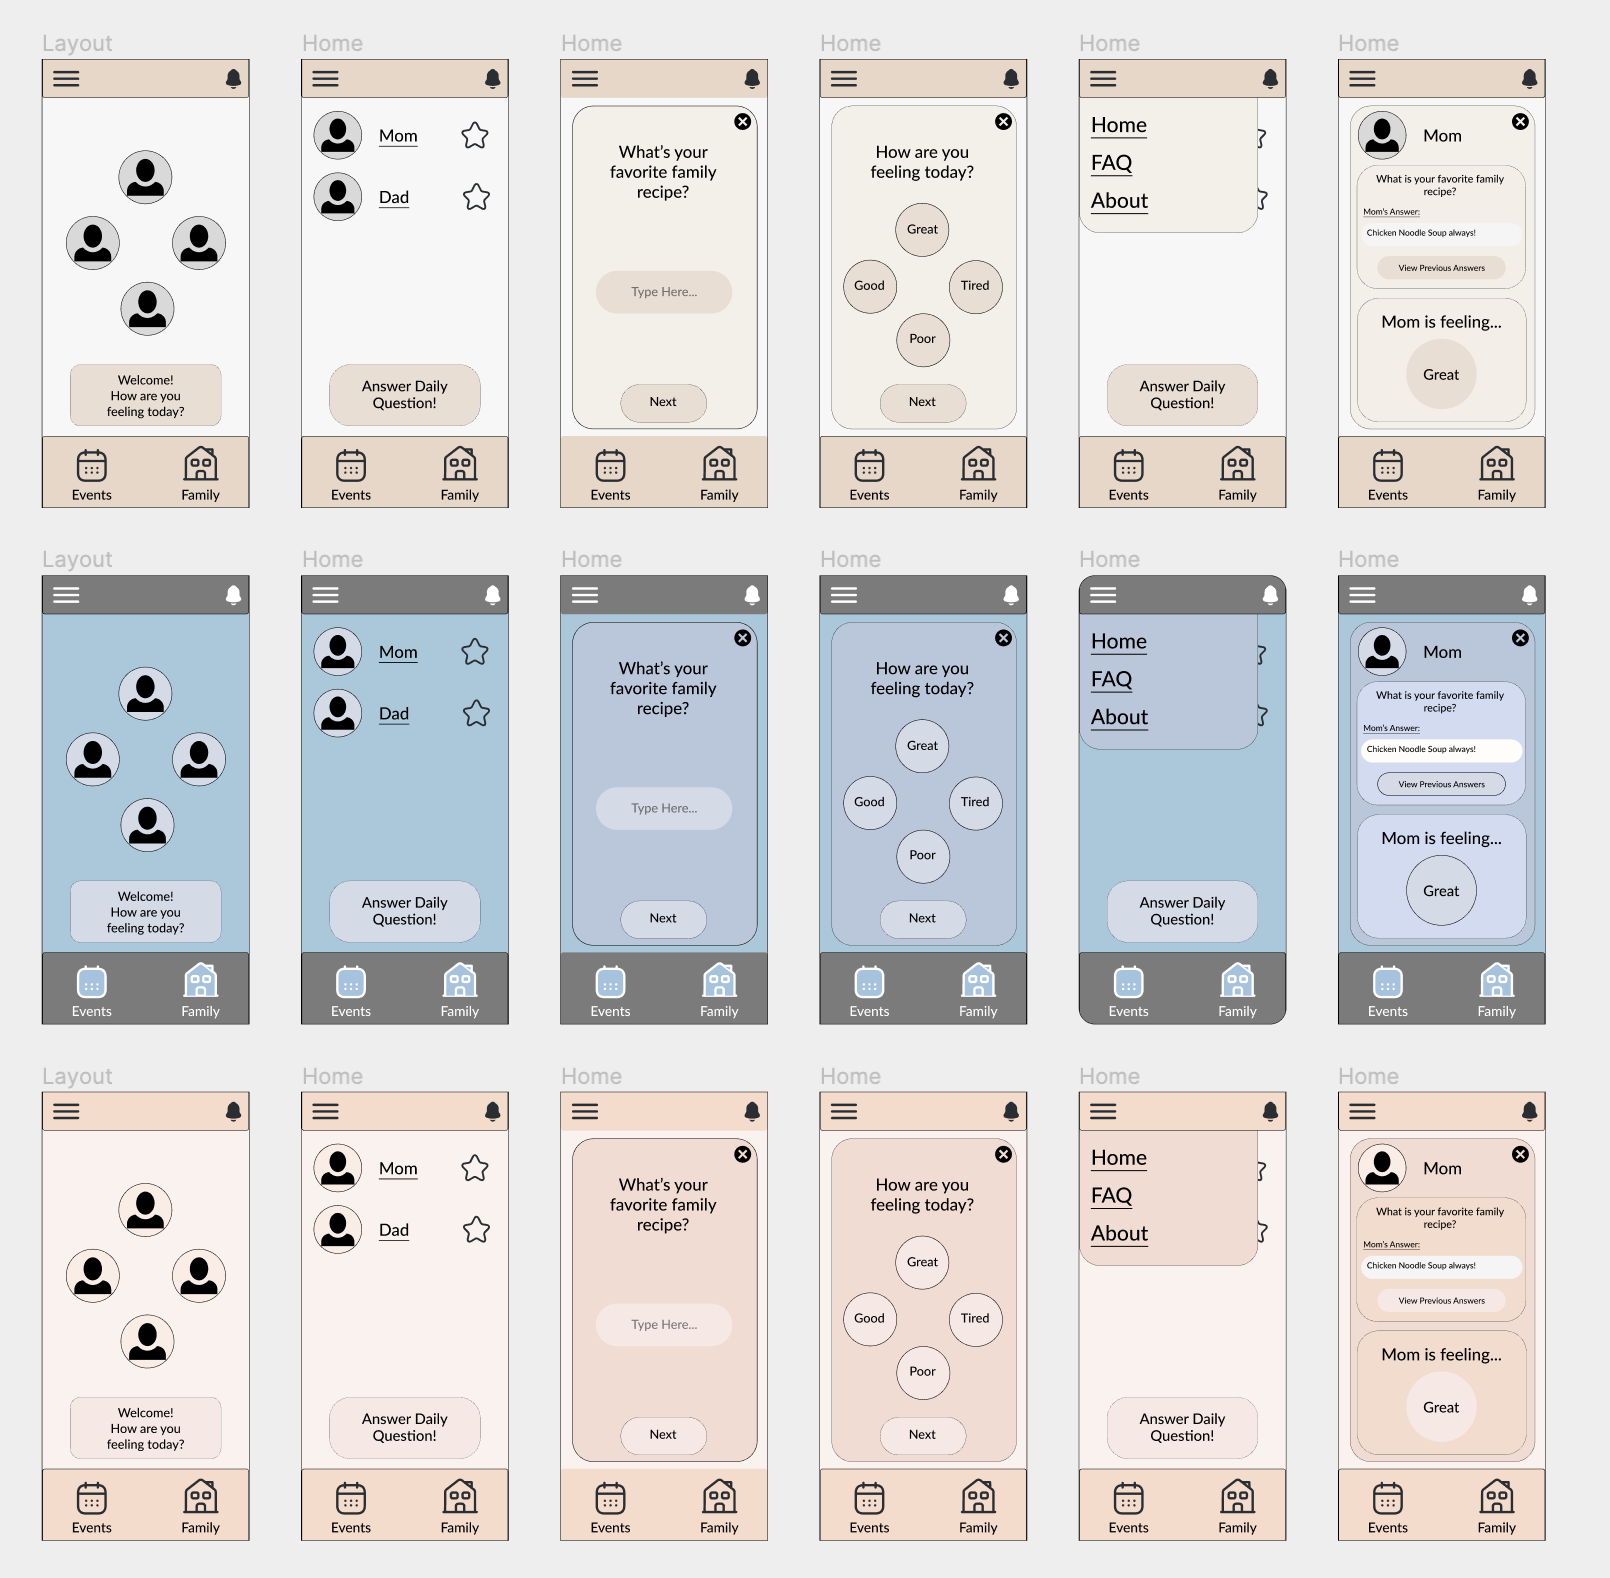 Layout
Home
Home
Home
Home
Home
Welcome!
How are you
feeling today?
Events
Family
Mom
Dad
Answer Daily
Question!
Events
Family
What's your
favorite family
recipe?
Type Here...
Next
Events
Family
How are you
feeling today?
Great
Good
Tired
Poor
Next
Events
Family
Home
FAQ
About
Answer Daily
Question!
Events
Family
Mom
What is your favorite family
recipe?
Mom's Answer:
Chicken Noodle Soup always!
View Previous Answers
Mom is feeling...
Great
Events
Family
Layout
Home
Home
Home
Home
Home
Welcome!
How are you
feeling today?
Events
Family
Mom
Dad
Answer Daily
Question!
Events
Family
What's your
favorite family
recipe?
Type Here...
Next
Events
Family
How are you
feeling today?
Great
Good
Tired
Poor
Next
Events
Family
Home
FAQ
About
Answer Daily
Question!
Events
Family
Mom
What is your favorite family
recipe?
Mom's Answer:
Chicken Noodle Soup always!
View Previous Answers
Mom is feeling...
Great
Events
Family
Layout
Home
Home
Home
Home
Home
Welcome!
How are you
feeling today?
Events
Family
Mom
Dad
Answer Daily
Question!
Events
Family
What's your
favorite family
recipe?
Type Here...
Next
Events
Family
How are you
feeling today?
Great
Good
Tired
Poor
Next
Events
Family
Home
FAQ
About
Answer Daily
Question!
Events
Family
Mom
What is your favorite family
recipe?
Mom's Answer:
Chicken Noodle Soup always!
View Previous Answers
Mom is feeling...
Great
Events
Family